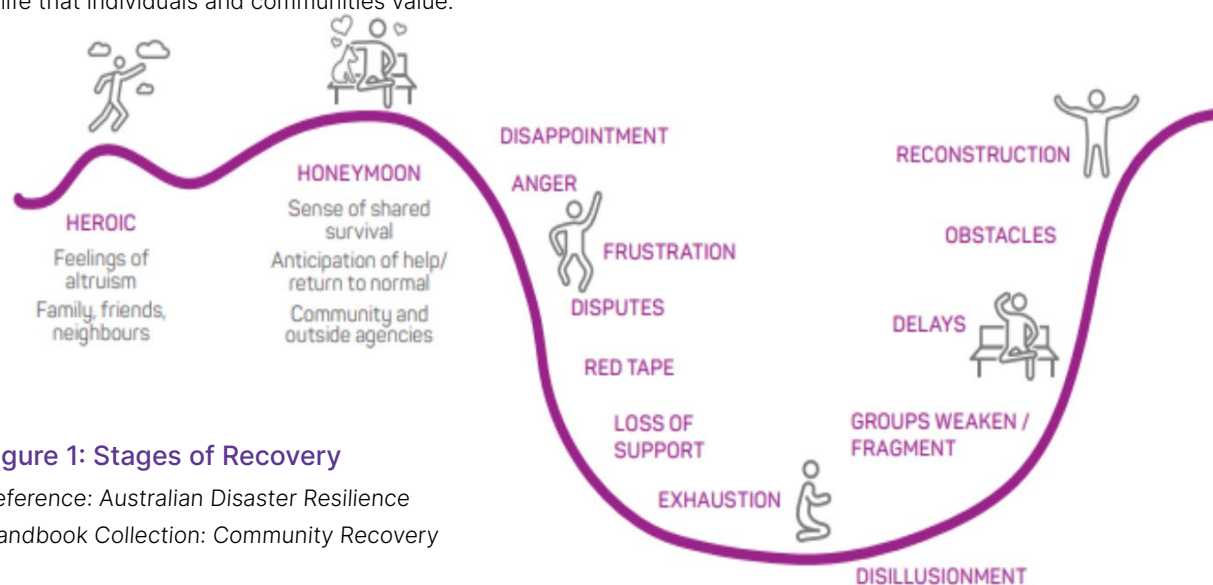 life that individuals and communities value.
HEROIC
Feelings of
altruism
Family, friends,
neighbours
HONEYMOON
Sense of shared
survival
Anticipation of help/
return to normal
Community and
outside agencies
DISAPPOINTMENT
ANGER
FRUSTRATION
DISPUTES
RED TAPE
LOSS OF
SUPPORT
EXHAUSTION
DISILLUSIONMENT
GROUPS WEAKEN /
FRAGMENT
DELAYS
OBSTACLES
RECONSTRUCTION
gure 1: Stages of Recovery
eference: Australian Disaster Resilience
andbook Collection: Community Recovery